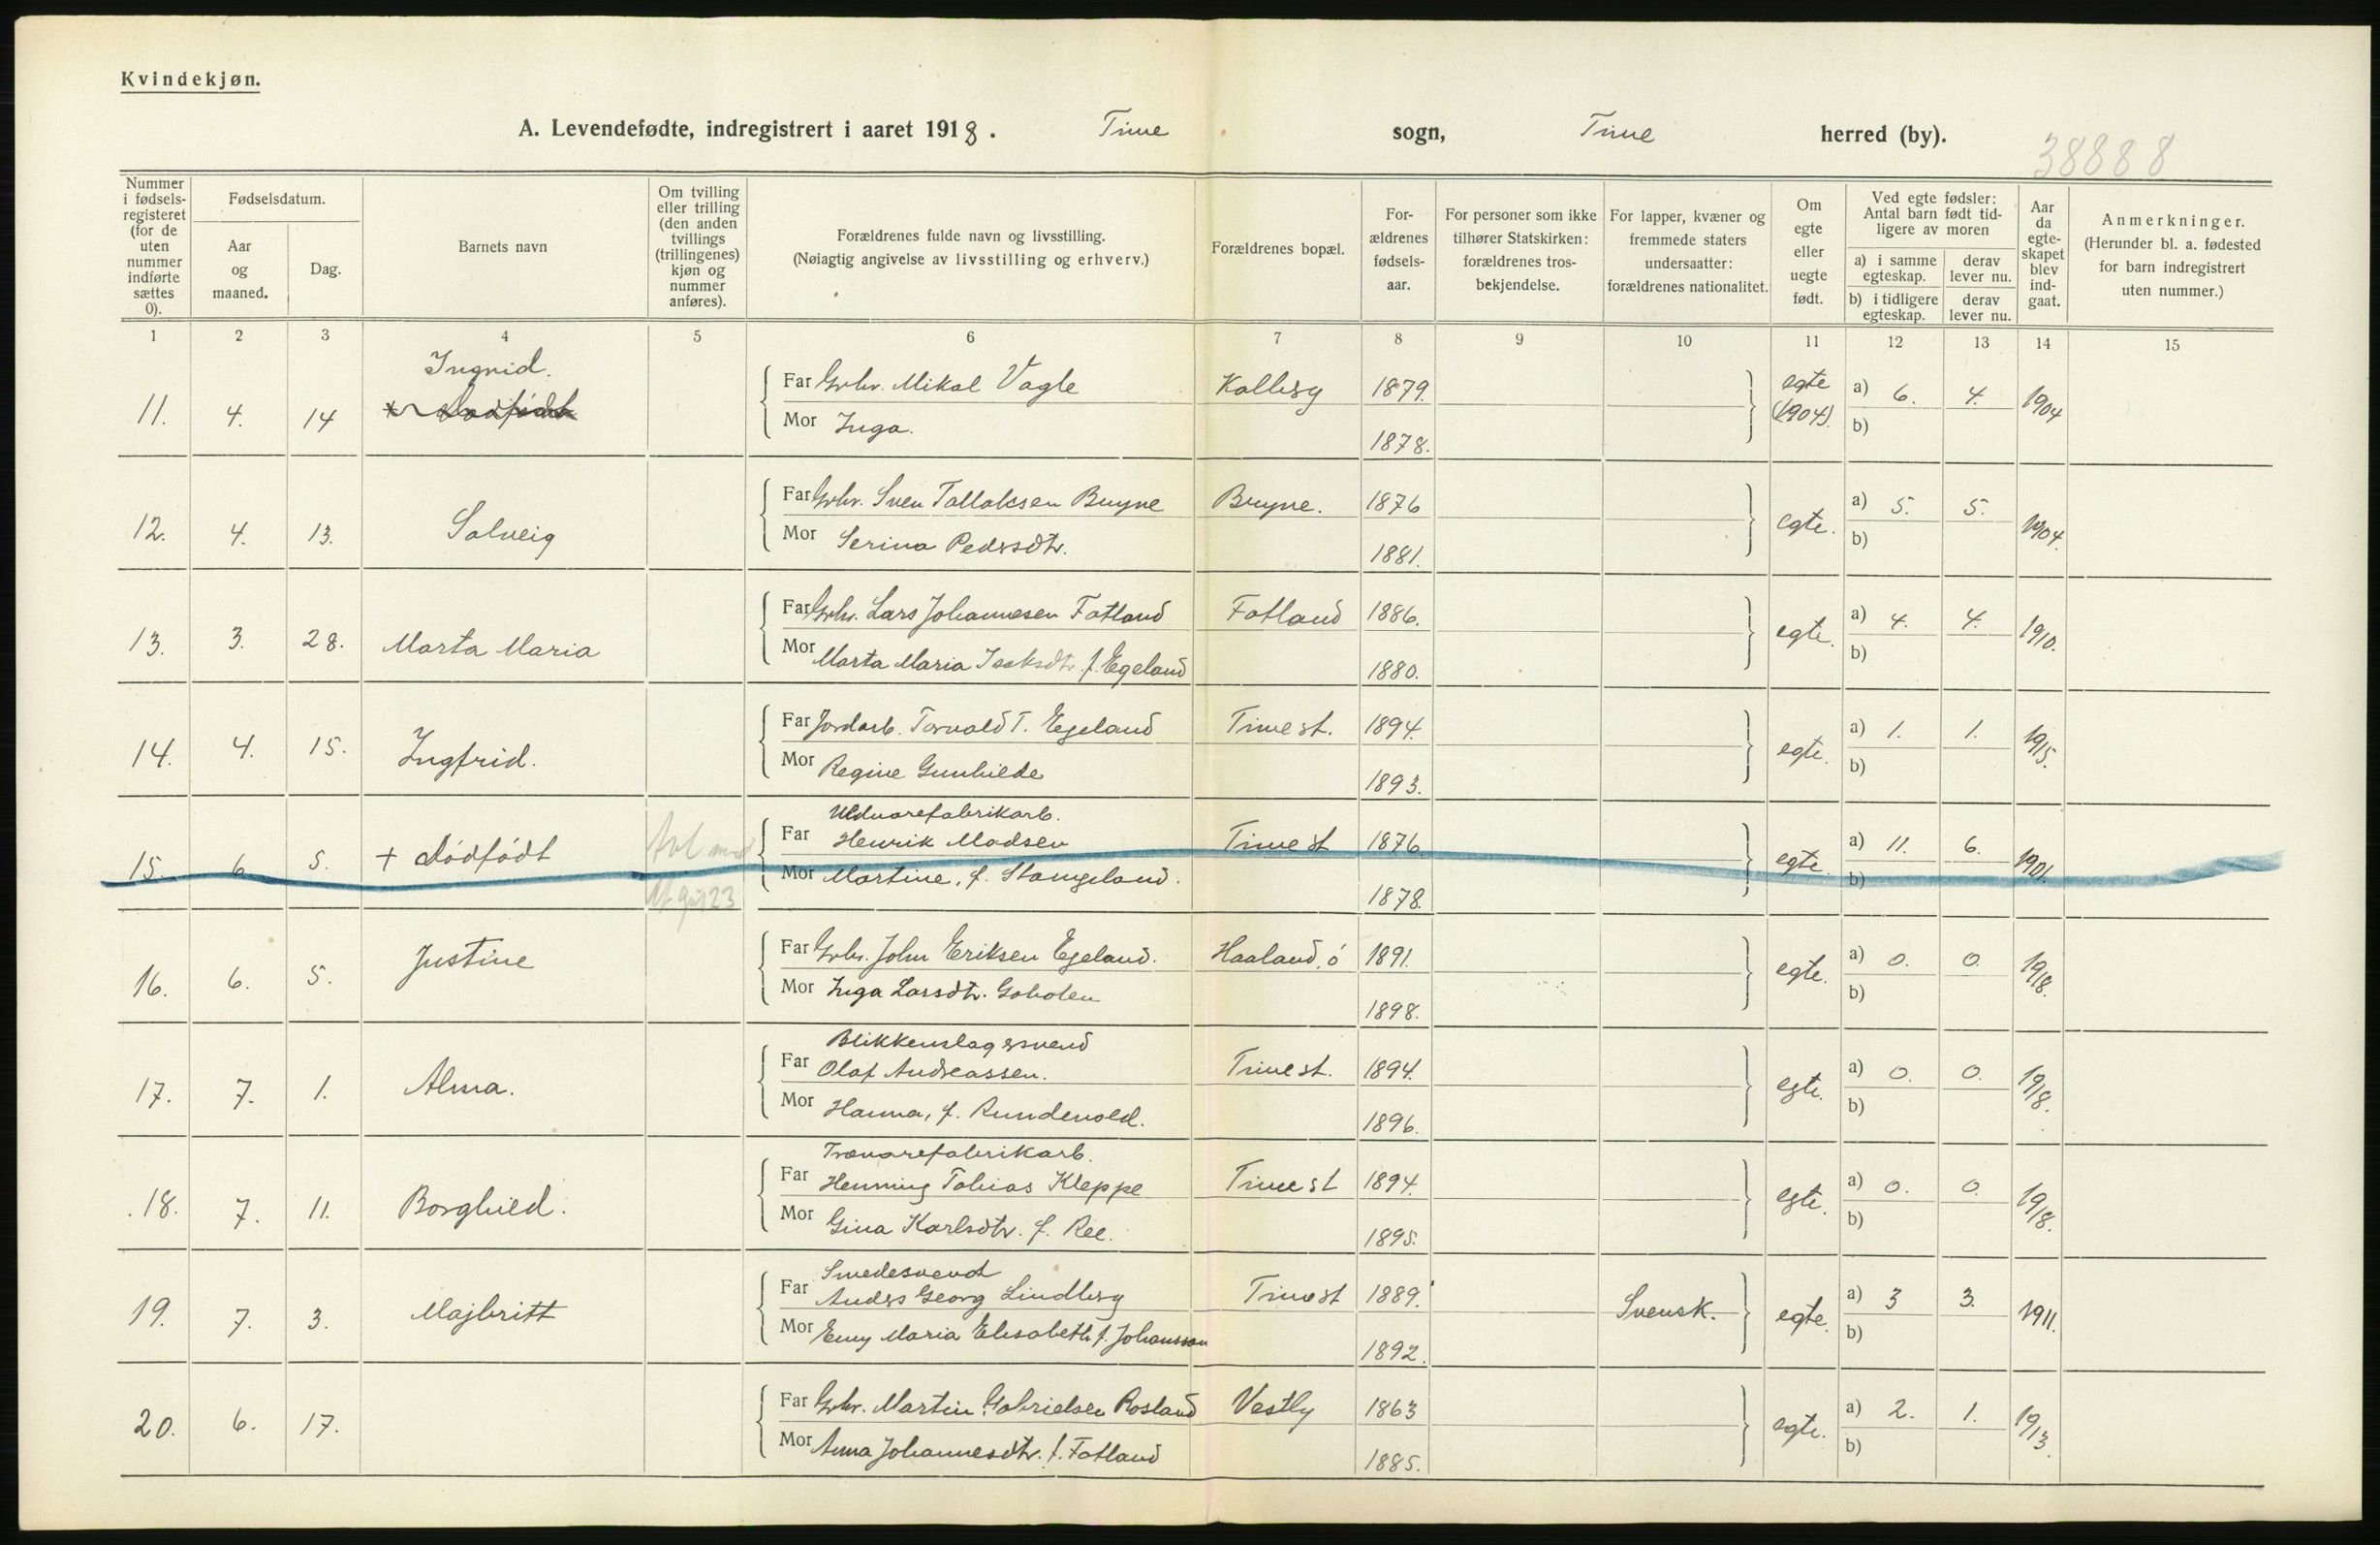 Kvindekjøn.
A. Levendefødte, indregistrert i aaret 1918. Time sogn, Time herred (by).
38888
Nummer i fødsels-registeret (for de uten nummer indførte sættes 0).
Fødselsdatum.
Aar og maaned.
Dag.
Barnets navn
Om tvilling eller trilling (den anden tvillings (trillingenes) kjøn og nummer anføres).
Forældrenes fulde navn og livsstilling.
(Nøiagtig angivelse av livsstilling og erhverv.)
Forældrenes bopæl.
For-ældrenes fødsels-aar.
For personer som ikke tilhører Statskirken: forældrenes tros-bekjendelse.
For lapper, kvæner og fremmede staters undersaatter: forældrenes nationalitet.
Om egte eller uegte født.
Ved egte fødsler: Antal barn født tid-ligere av moren
a) i samme egteskap.
derav lever nu.
b) i tidligere egteskap.
derav lever nu.
Aar da egte-skapet blev ind-gaat.
Anmerkninger.
(Herunder bl. a. fødested for barn indregistrert uten nummer.)
1 2 3 4 5 6 7 8 9 10 11 12 13 14 15
Ingrid.
11. 4. 14 Dødfødt Far Grbr. Mikal Vagle Kalberg 1879. egte (1904). a) 6. 4. 1904
Mor Inga. 1878. b)
12. 4. 13. Solveig Far Grbr. Sven Tollaksen Bryne Bryne. 1876 egte. a) 5. 5. 1904.
Mor Serina Pedersdtr. 1881. b)
13. 3. 28. Marta Maria Far Grbr. Lars Johannesen Fotland Fotland 1886. egte. a) 4. 4. 1910.
Mor Marta Maria Isaksdtr. f. Egeland 1880. b)
14. 4. 15. Ingfrid. Far Jordarb. Torvald T. Egeland Time st. 1894. egte. a) 1. 1. 1915.
Mor Regine Gunhilde 1893. b)
Uldvarefabrikarb.
15. 6. 5. + dødfødt Far Henrik Madsen Time st 1876 egte. a) 11. 6. 1901.
Mor Martine, f. Stangeland. 1878. b)
16. 6. 5. Justine Far Grbr. John Eriksen Egeland. Haaland, ø 1891. egte. a) 0. 0. 1918.
Mor Inga Larsdtr. Goholen 1898. b)
Blikkenslagersvend
17. 7. 1. Alma. Far Olaf Andreassen. Time st. 1894. egte. a) 0. 0. 1918.
Mor Hanna, f. Rundevold. 1896. b)
Trævarefabrikarb.
18. 7. 11. Borghild. Far Henning Tobias Kleppe Time st 1894. egte. a) 0. 0. 1918.
Mor Gina Karlsdtr. f. Ree. 1895. b)
Smedesvend
19. 7. 3. Majbritt Far Anders Georg Lindberg Time st 1889. Svensk. egte. a) 3 3. 1911.
Mor Emy Maria Elisabeth f. Johansson 1892. b)
20. 6. 17. Far Grbr. Martin Gabrielsen Rosland Vestly 1863 egte. a) 2. 1. 1913.
Mor Anna Johannesdtr. f. Fotland 1885. b)